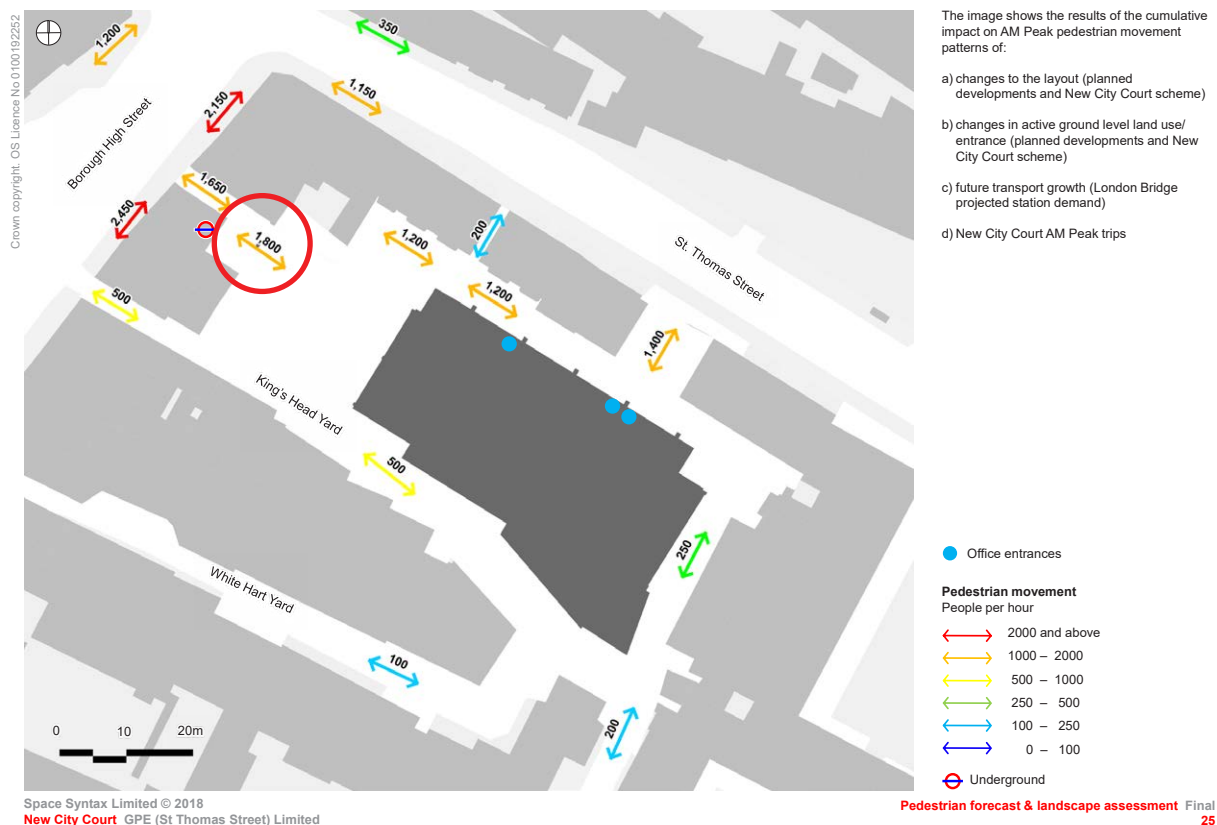 Crown copyright. OS Licence No 0100192252
1,200
350
2,150
1,150
Borough High Street
1,650
2,450
1,800
1,200
200
500
1,200
St. Thomas Street
1,400
King's Head Yard
500
250
White Hart Yard
100
200
0 10 20m
The image shows the results of the cumulative
impact on AM Peak pedestrian movement
patterns of:
a) changes to the layout (planned
developments and New City Court scheme)
b) changes in active ground level land use/
entrance (planned developments and New
City Court scheme)
c) future transport growth (London Bridge
projected station demand)
d) New City Court AM Peak trips
Office entrances
Pedestrian movement
People per hour
2000 and above
1000 – 2000
500 – 1000
250 – 500
100 – 250
0 – 100
Underground
Space Syntax Limited © 2018
New City Court GPE (St Thomas Street) Limited
Pedestrian forecast & landscape assessment Final
25